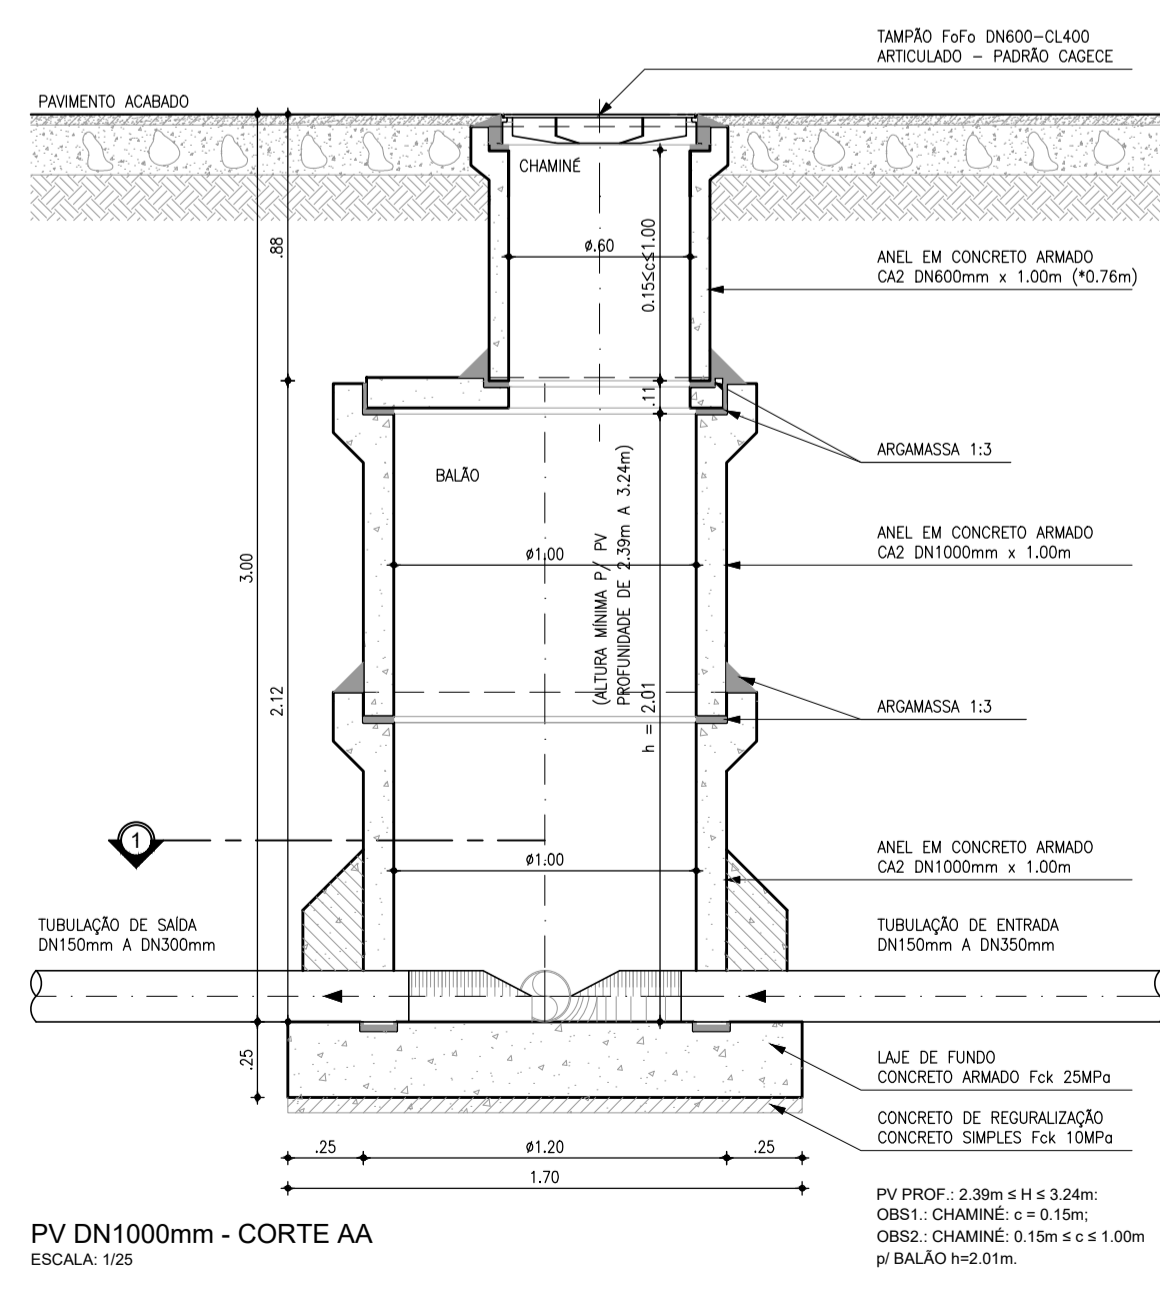 TAMPÃO FoFo DN600-CL400
ARTICULADO - PADRÃO CAGECE
PAVIMENTO ACABADO
CHAMINÉ
.88
ø.60
0.15≤c≤1.00
ANEL EM CONCRETO ARMADO
CA2 DN600mm x 1.00m (*0.76m)
.11
ARGAMASSA 1:3
BALÃO
(ALTURA MÍNIMA P/ PV
PROFUNIDADE DE 2.39m A 3.24m)
h = 2.01
ANEL EM CONCRETO ARMADO
CA2 DN1000mm x 1.00m
ø1.00
3.00
2.12
ARGAMASSA 1:3
1
ø1.00
ANEL EM CONCRETO ARMADO
CA2 DN1000mm x 1.00m
TUBULAÇÃO DE SAÍDA
DN150mm A DN300mm
TUBULAÇÃO DE ENTRADA
DN150mm A DN350mm
.25
LAJE DE FUNDO
CONCRETO ARMADO Fck 25MPa
CONCRETO DE REGURALIZAÇÃO
CONCRETO SIMPLES Fck 10MPa
.25
ø1.20
.25
1.70
PV PROF.: 2.39m ≤ H ≤ 3.24m:
OBS1.: CHAMINÉ: c = 0.15m;
OBS2.: CHAMINÉ: 0.15m ≤ c ≤ 1.00m
p/ BALÃO h=2.01m.
PV DN1000mm - CORTE AA
ESCALA: 1/25